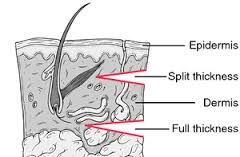 Epidermis
Split thickness
Dermis
Full thickness